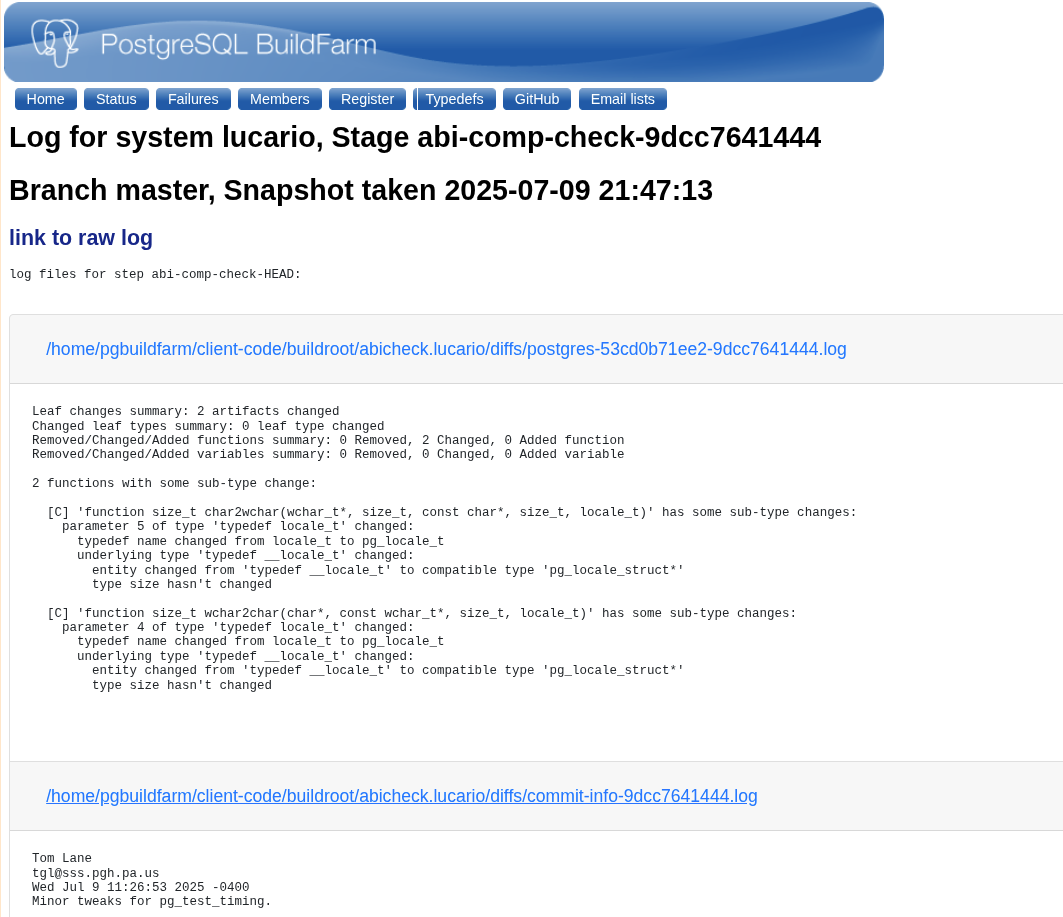 PostgreSQL BuildFarm
Home Status Failures Members Register Typedefs GitHub Email lists
Log for system lucario, Stage abi-comp-check-9dcc7641444
Branch master, Snapshot taken 2025-07-09 21:47:13
link to raw log
log files for step abi-comp-check-HEAD:
/home/pgbuildfarm/client-code/buildroot/abicheck.lucario/diffs/postgres-53cd0b71ee2-9dcc7641444.log
Leaf changes summary: 2 artifacts changed
Changed leaf types summary: 0 leaf type changed
Removed/Changed/Added functions summary: 0 Removed, 2 Changed, 0 Added function
Removed/Changed/Added variables summary: 0 Removed, 0 Changed, 0 Added variable
2 functions with some sub-type change:
[C] 'function size_t char2wchar(wchar_t*, size_t, const char*, size_t, locale_t)' has some sub-type changes:
parameter 5 of type 'typedef locale_t' changed:
typedef name changed from locale_t to pg_locale_t
underlying type 'typedef __locale_t' changed:
entity changed from 'typedef __locale_t' to compatible type 'pg_locale_struct*'
type size hasn't changed
[C] 'function size_t wchar2char(char*, const wchar_t*, size_t, locale_t)' has some sub-type changes:
parameter 4 of type 'typedef locale_t' changed:
typedef name changed from locale_t to pg_locale_t
underlying type 'typedef __locale_t' changed:
entity changed from 'typedef __locale_t' to compatible type 'pg_locale_struct*'
type size hasn't changed
/home/pgbuildfarm/client-code/buildroot/abicheck.lucario/diffs/commit-info-9dcc7641444.log
Tom Lane
tgl@sss.pgh.pa.us
Wed Jul 9 11:26:53 2025 -0400
Minor tweaks for pg_test_timing.